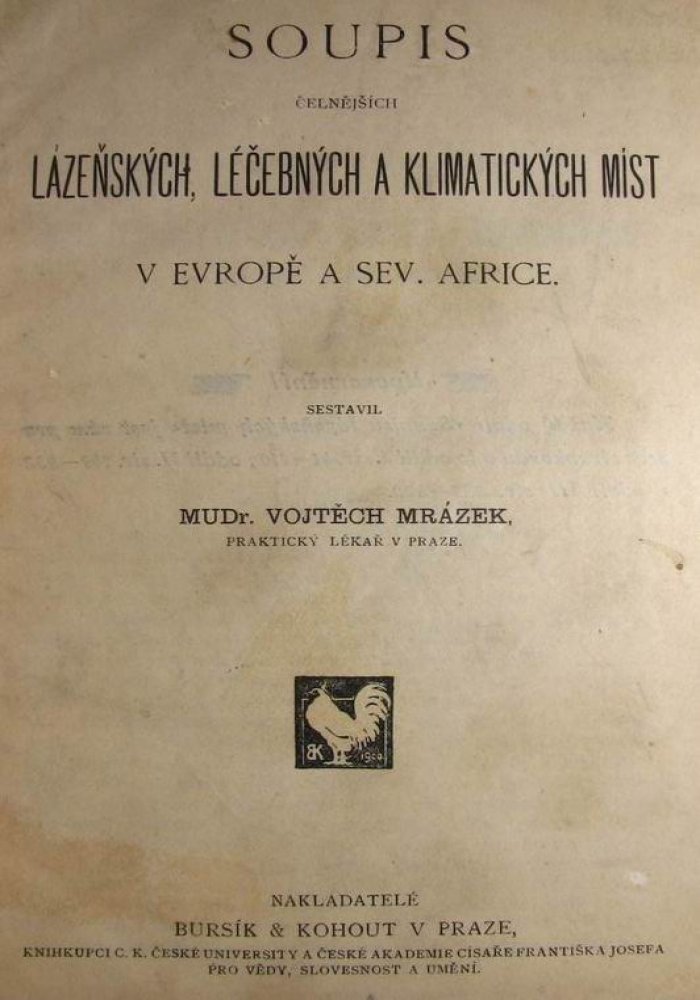 SOUPIS
ČELNĚJŠÍCH
LÁZEŇSKÝCH, LÉČEBNÝCH A KLIMATICKÝCH MÍST
V EVROPĚ A SEV. AFRICE.
SESTAVIL
MUDr. VOJTĚCH MRÁZEK,
PRAKTICKÝ LÉKAŘ V PRAZE.
BK
NAKLADATELÉ
BURSÍK & KOHOUT V PRAZE,
KNIHKUPCI C. K. ČESKÉ UNIVERSITY A ČESKÉ AKADEMIE CÍSAŘE FRANTIŠKA JOSEFA
PRO VĚDY, SLOVESNOST A UMĚNÍ.